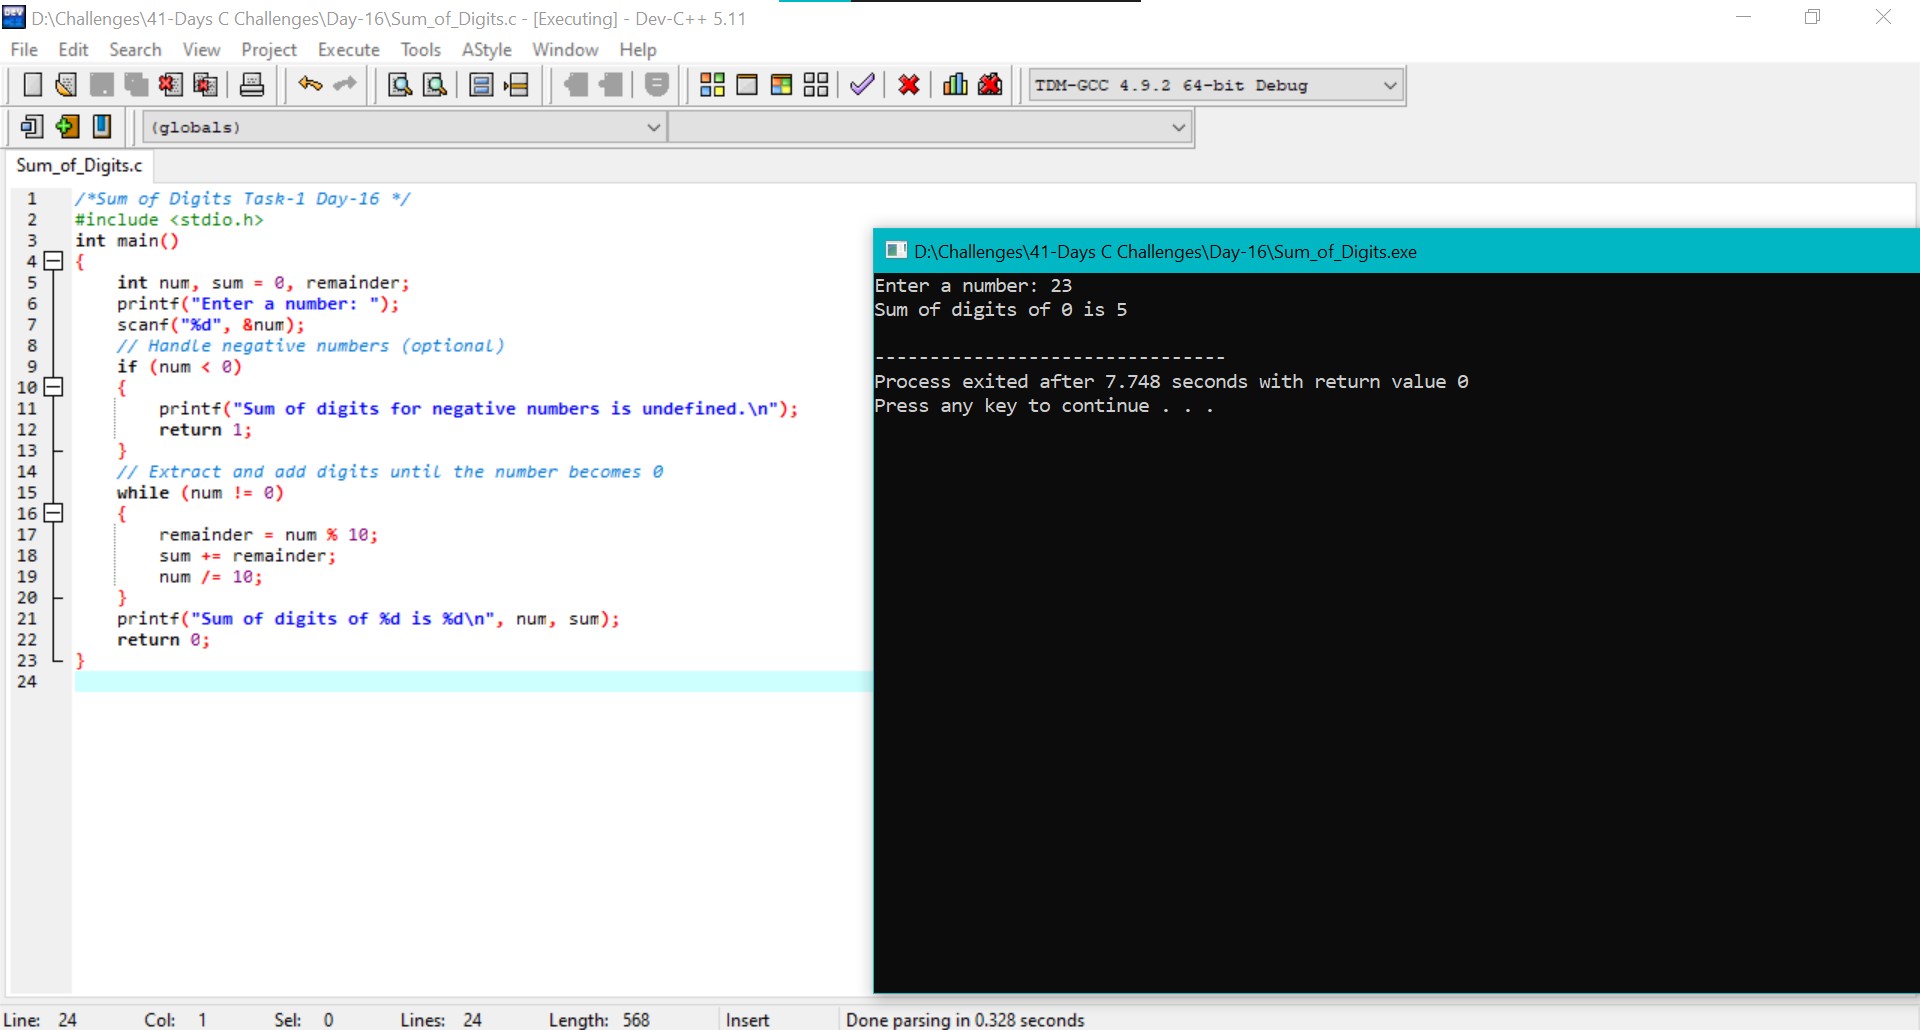 D:\Challenges\41-Days C Challenges\Day-16\Sum_of_Digits.c - [Executing] - Dev-C++ 5.11
File Edit Search View Project Execute Tools AStyle Window Help
TDM-GCC 4.9.2 64-bit Debug
(globals)
Sum_of_Digits.c
1 /*Sum of Digits Task-1 Day-16 */
2 #include <stdio.h>
3 int main()
4 {
5 int num, sum = 0, remainder;
6 printf("Enter a number: ");
7 scanf("%d", &num);
8 // Handle negative numbers (optional)
9 if (num < 0)
10 {
11 printf("Sum of digits for negative numbers is undefined.\n");
12 return 1;
13 }
14 // Extract and add digits until the number becomes 0
15 while (num != 0)
16 {
17 remainder = num % 10;
18 sum += remainder;
19 num /= 10;
20 }
21 printf("Sum of digits of %d is %d\n", num, sum);
22 return 0;
23 }
24
D:\Challenges\41-Days C Challenges\Day-16\Sum_of_Digits.exe
Enter a number: 23
Sum of digits of 0 is 5
--------------------------------
Process exited after 7.748 seconds with return value 0
Press any key to continue . . .
Line: 24 Col: 1 Sel: 0 Lines: 24 Length: 568 Insert Done parsing in 0.328 seconds